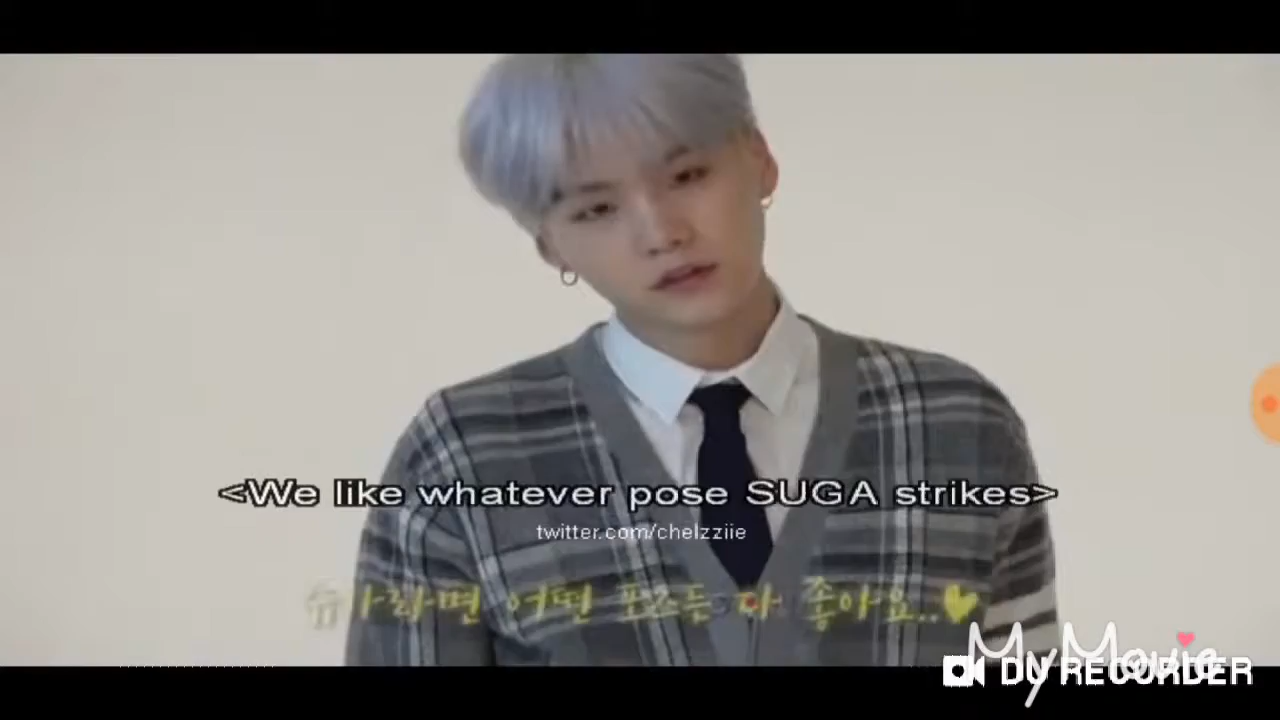 <We like whatever pose SUGA strikes>
twitter.com/chelzziie
슈가라면 어떤 포즈든 다 좋아요..
MyMovie
DU RECORDER